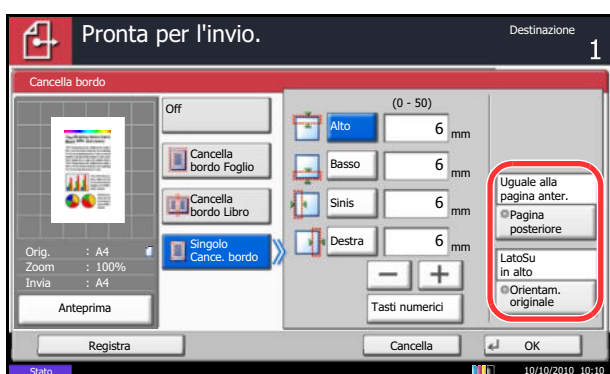 Pronta per l'invio.
Destinazione
1
Cancella bordo
Orig. : A4
Zoom : 100%
Invia : A4
Anteprima
Off
Cancella
bordo Foglio
Cancella
bordo Libro
Singolo
Cance. bordo
(0 - 50)
Alto 6 mm
Basso 6 mm
Sinis 6 mm
Destra 6 mm
Tasti numerici
Uguale alla
pagina anter.
Pagina
posteriore
LatoSu
in alto
Orientam.
originale
Registra
Cancella
OK
Stato
10/10/2010 10:10